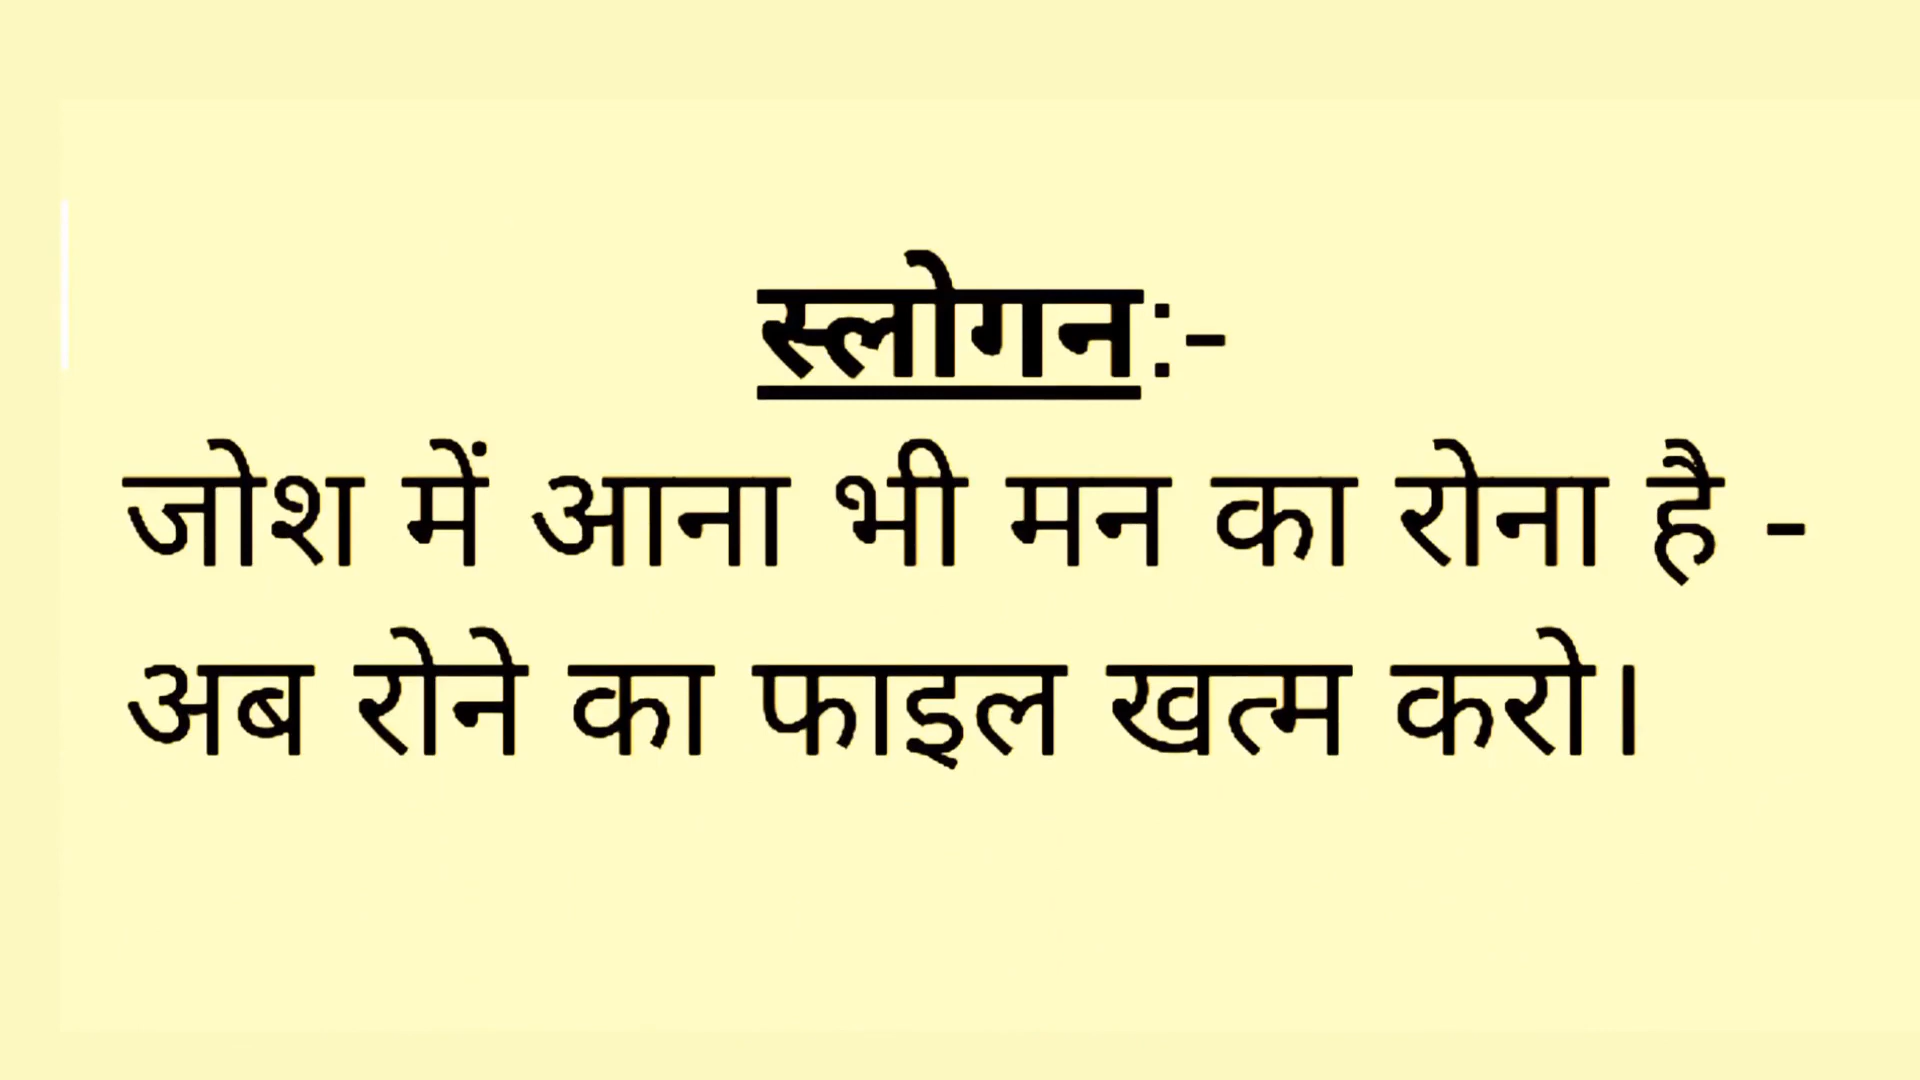 स्लोगन:-
जोश में आना भी मन का रोना है -
अब रोने का फाइल खत्म करो।